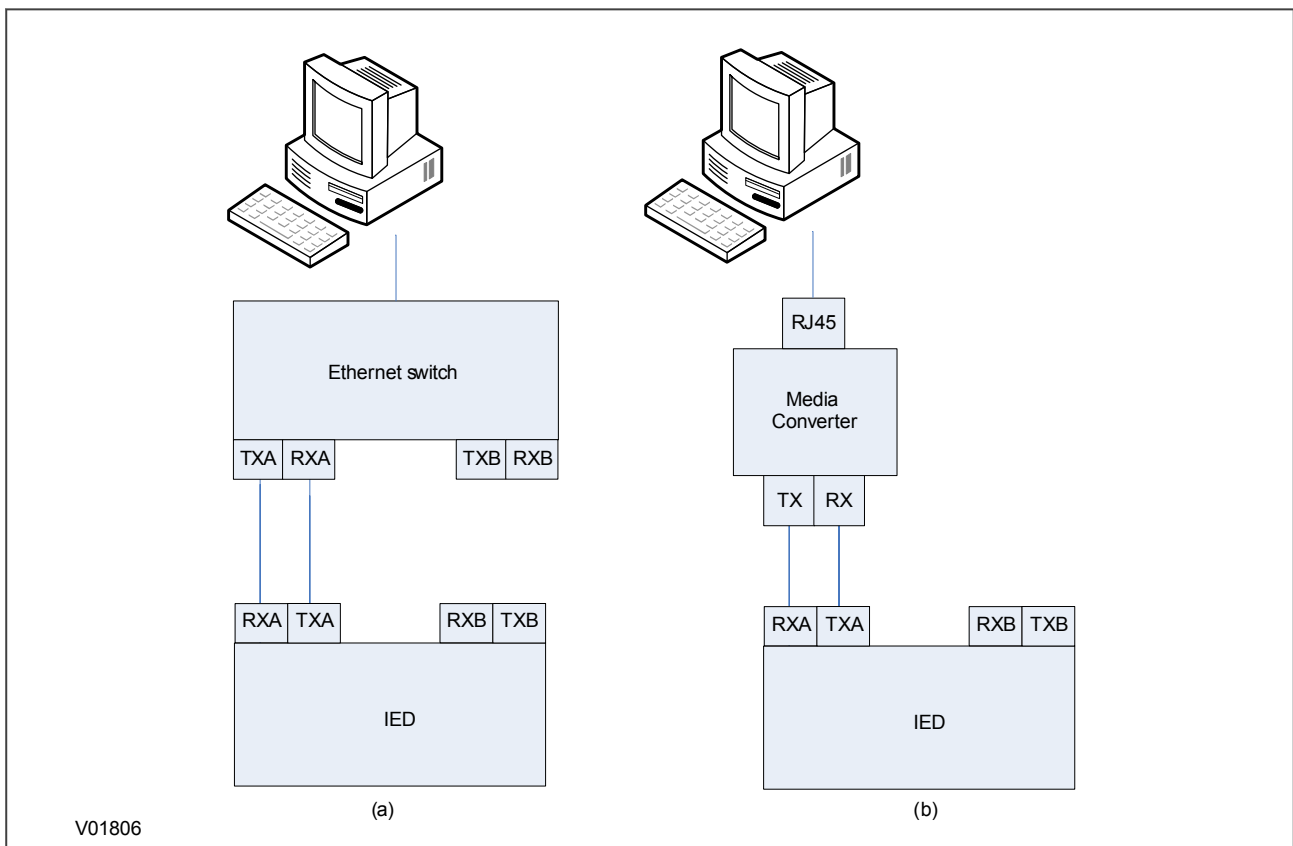 Ethernet switch
TXA RXA TXB RXB
RXA TXA RXB TXB
IED
(a)
RJ45
Media
Converter
TX RX
RXA TXA RXB TXB
IED
(b)
V01806